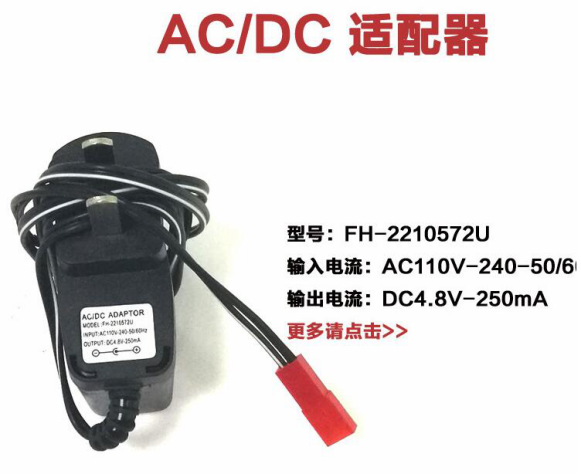 AC/DC 适配器
型号：FH-2210572U
输入电流：AC110V-240-50/6
输出电流：DC4.8V-250mA
更多请点击>>
AC/DC ADAPTOR
MODEL:FH-2210572U
INPUT:AC110V-240-50/60Hz
OUTPUT: DC4.8V-250mA